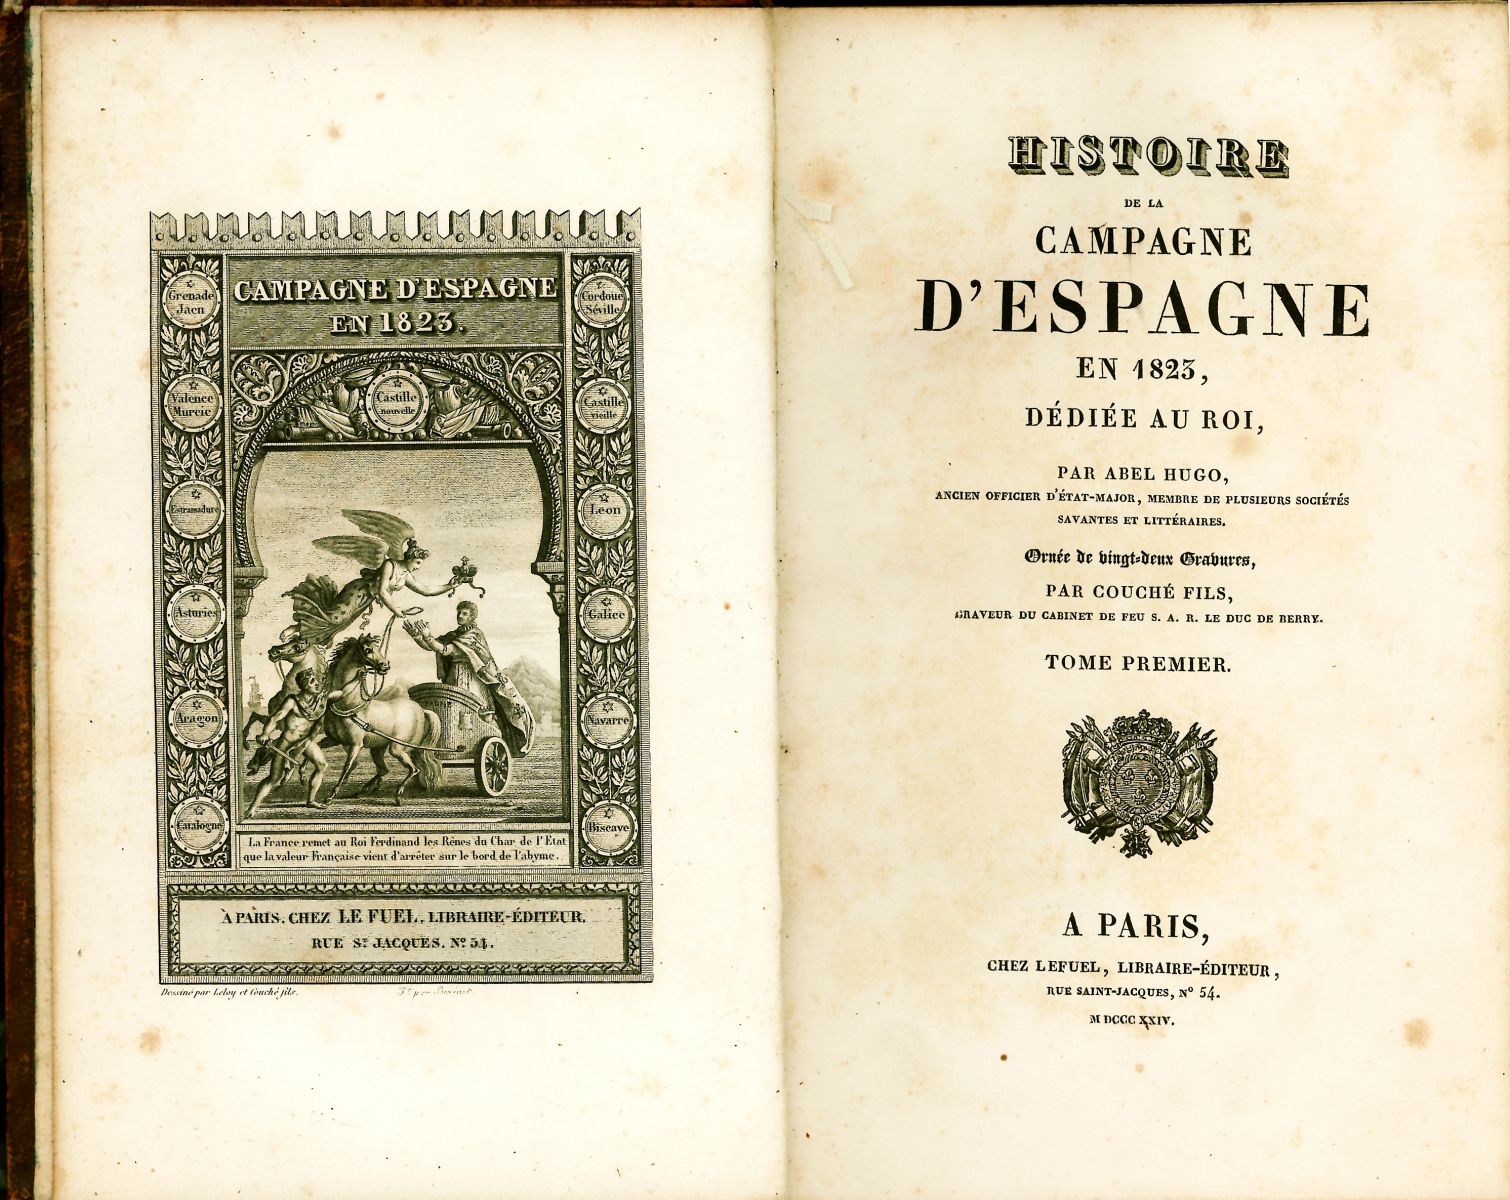 CAMPAGNE D'ESPAGNE
EN 1823.
Grenade
Jaen
Cordoue
Séville
Valence
Murcie
Castille
nouvelle
Castille
vieille
Estramadure
Leon
Asturies
Galice
Aragon
Navarre
Catalogne
Biscaye
La France remet au Roi Ferdinand les Rênes du Char de l'Etat
que la valeur Française vient d'arrêter sur le bord de l'abyme.
À PARIS. CHEZ LE FUEL, LIBRAIRE-ÉDITEUR,
RUE ST. JACQUES. No. 54.
Dessiné par Leloy et Couché fils.
HISTOIRE
DE LA
CAMPAGNE
D'ESPAGNE
EN 1823,
DÉDIÉE AU ROI,
PAR ABEL HUGO,
ANCIEN OFFICIER D'ÉTAT-MAJOR, MEMBRE DE PLUSIEURS SOCIÉTÉS
SAVANTES ET LITTÉRAIRES.
Ornée de vingt-deux Gravures,
PAR COUCHÉ FILS,
GRAVEUR DU CABINET DE FEU S. A. R. LE DUC DE BERRY.
TOME PREMIER.
A PARIS,
CHEZ LEFUEL, LIBRAIRE-ÉDITEUR,
RUE SAINT-JACQUES, N° 54.
M DCCC XXIV.